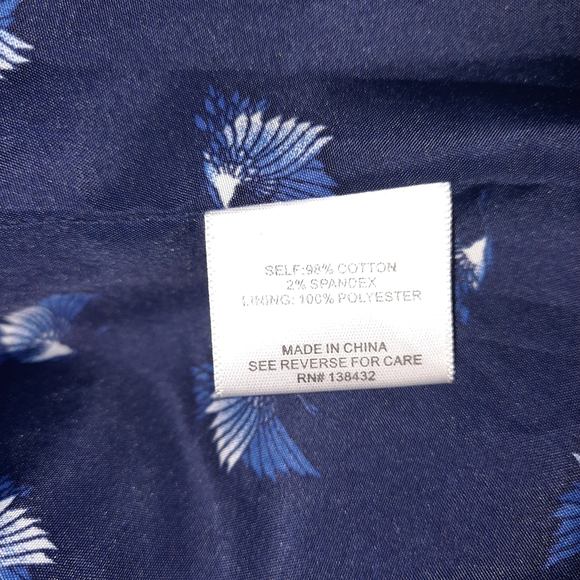 SELF:98% COTTON
2% SPANDEX
LINING: 100% POLYESTER
MADE IN CHINA
SEE REVERSE FOR CARE
RN# 138432